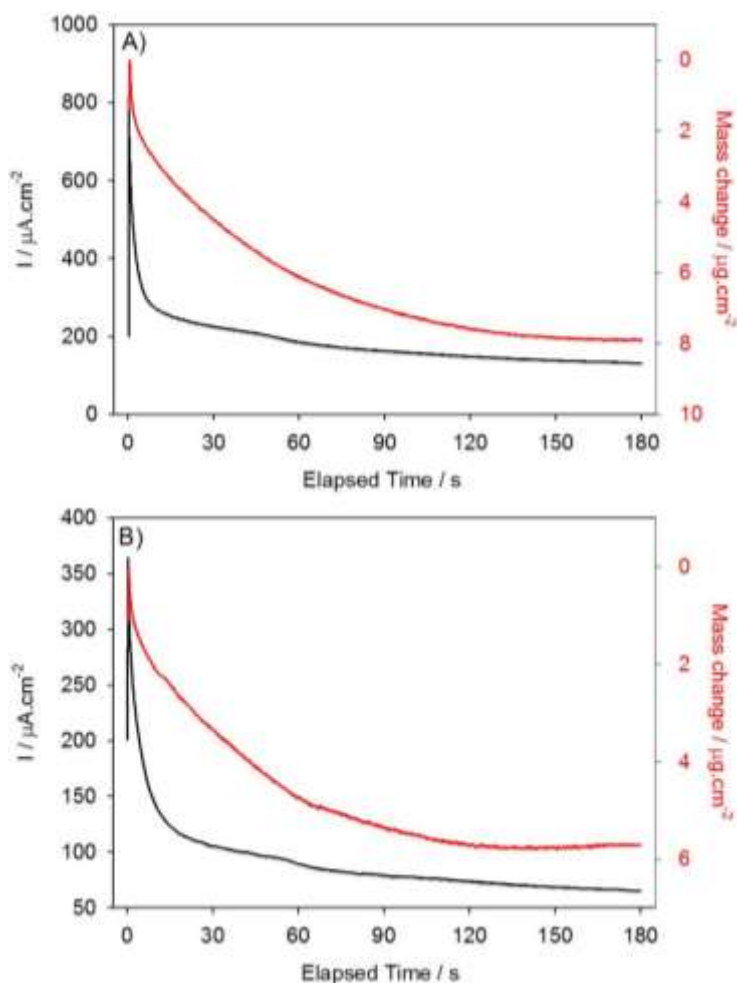 A)
1000
800
600
400
200
0
I / µA.cm-2
0
2
4
6
8
10
Mass change / µg.cm-2
0 30 60 90 120 150 180
Elapsed Time / s
B)
400
350
300
250
200
150
100
50
I / µA.cm-2
0
2
4
6
Mass change / µg.cm-2
0 30 60 90 120 150 180
Elapsed Time / s